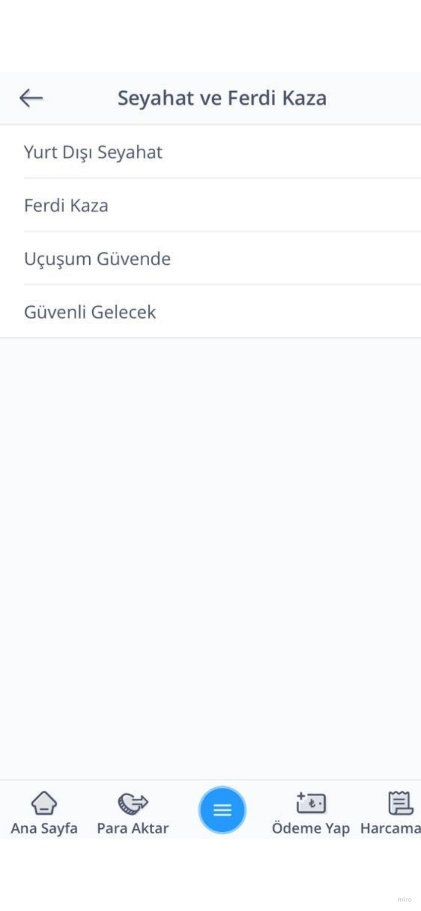 Seyahat ve Ferdi Kaza
Yurt Dışı Seyahat
Ferdi Kaza
Uçuşum Güvende
Güvenli Gelecek
Ana Sayfa Para Aktar Ödeme Yap Harcama
miro